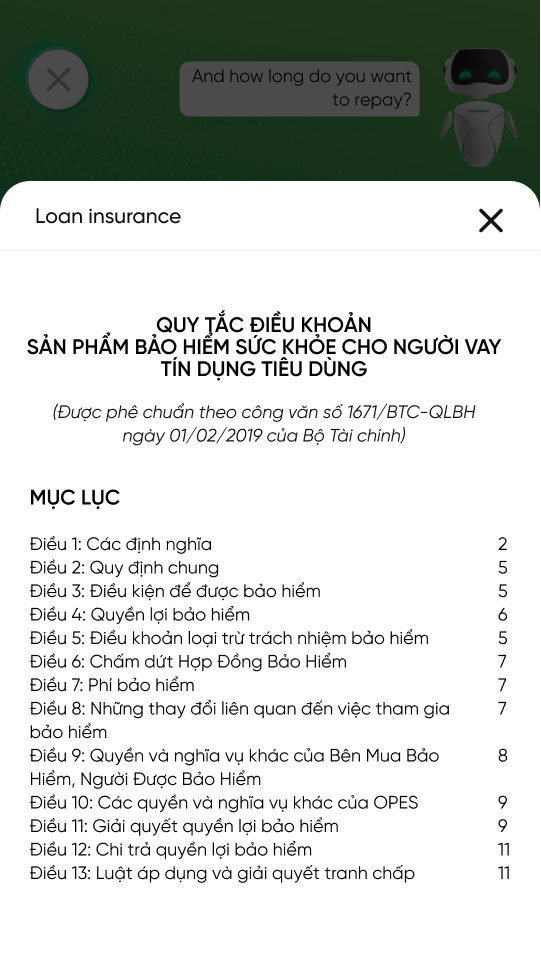 And how long do you want
to repay?
Loan insurance
QUY TẮC ĐIỀU KHOẢN
SẢN PHẨM BẢO HIỂM SỨC KHỎE CHO NGƯỜI VAY
TÍN DỤNG TIÊU DÙNG
(Được phê chuẩn theo công văn số 1671/BTC-QLBH
ngày 01/02/2019 của Bộ Tài chính)
MỤC LỤC
Điều 1: Các định nghĩa 2
Điều 2: Quy định chung 5
Điều 3: Điều kiện để được bảo hiểm 5
Điều 4: Quyền lợi bảo hiểm 6
Điều 5: Điều khoản loại trừ trách nhiệm bảo hiểm 5
Điều 6: Chấm dứt Hợp Đồng Bảo Hiểm 7
Điều 7: Phí bảo hiểm 7
Điều 8: Những thay đổi liên quan đến việc tham gia 7
bảo hiểm
Điều 9: Quyền và nghĩa vụ khác của Bên Mua Bảo 8
Hiểm, Người Được Bảo Hiểm
Điều 10: Các quyền và nghĩa vụ khác của OPES 9
Điều 11: Giải quyết quyền lợi bảo hiểm 9
Điều 12: Chi trả quyền lợi bảo hiểm 11
Điều 13: Luật áp dụng và giải quyết tranh chấp 11